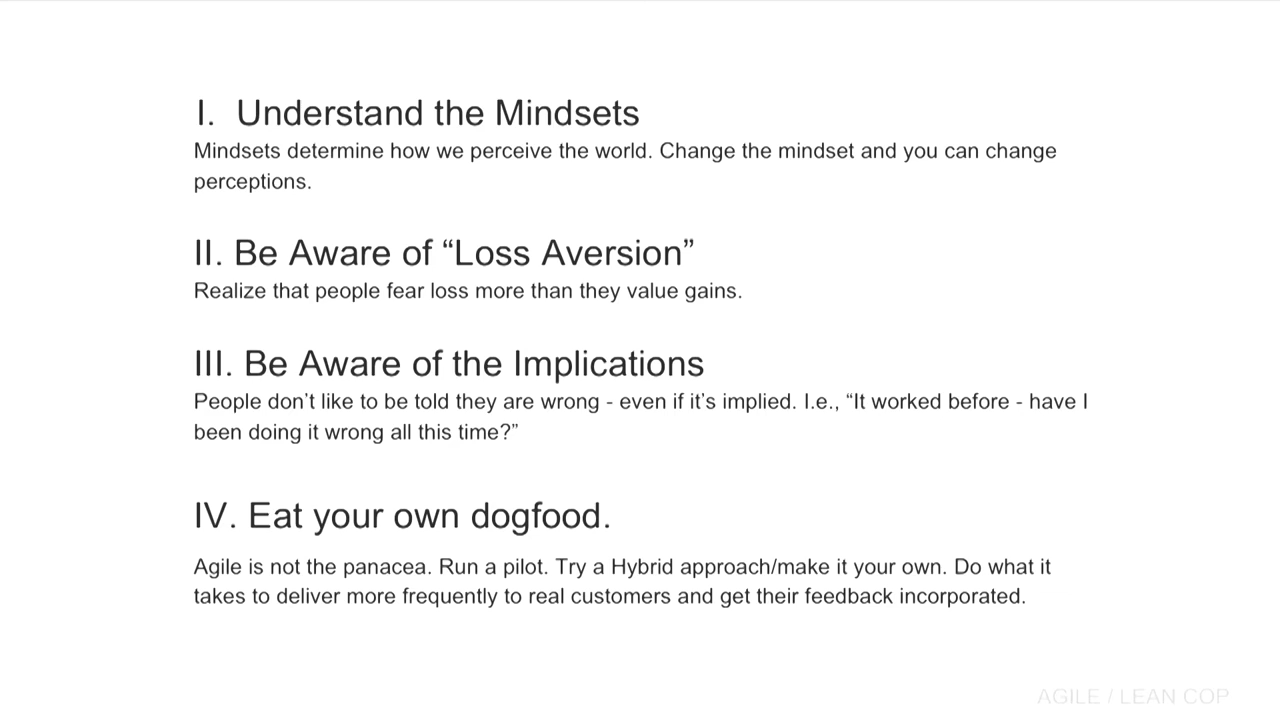 I. Understand the Mindsets
Mindsets determine how we perceive the world. Change the mindset and you can change
perceptions.
II. Be Aware of “Loss Aversion”
Realize that people fear loss more than they value gains.
III. Be Aware of the Implications
People don’t like to be told they are wrong - even if it’s implied. I.e., “It worked before - have I
been doing it wrong all this time?”
IV. Eat your own dogfood.
Agile is not the panacea. Run a pilot. Try a Hybrid approach/make it your own. Do what it
takes to deliver more frequently to real customers and get their feedback incorporated.
AGILE / LEAN COP